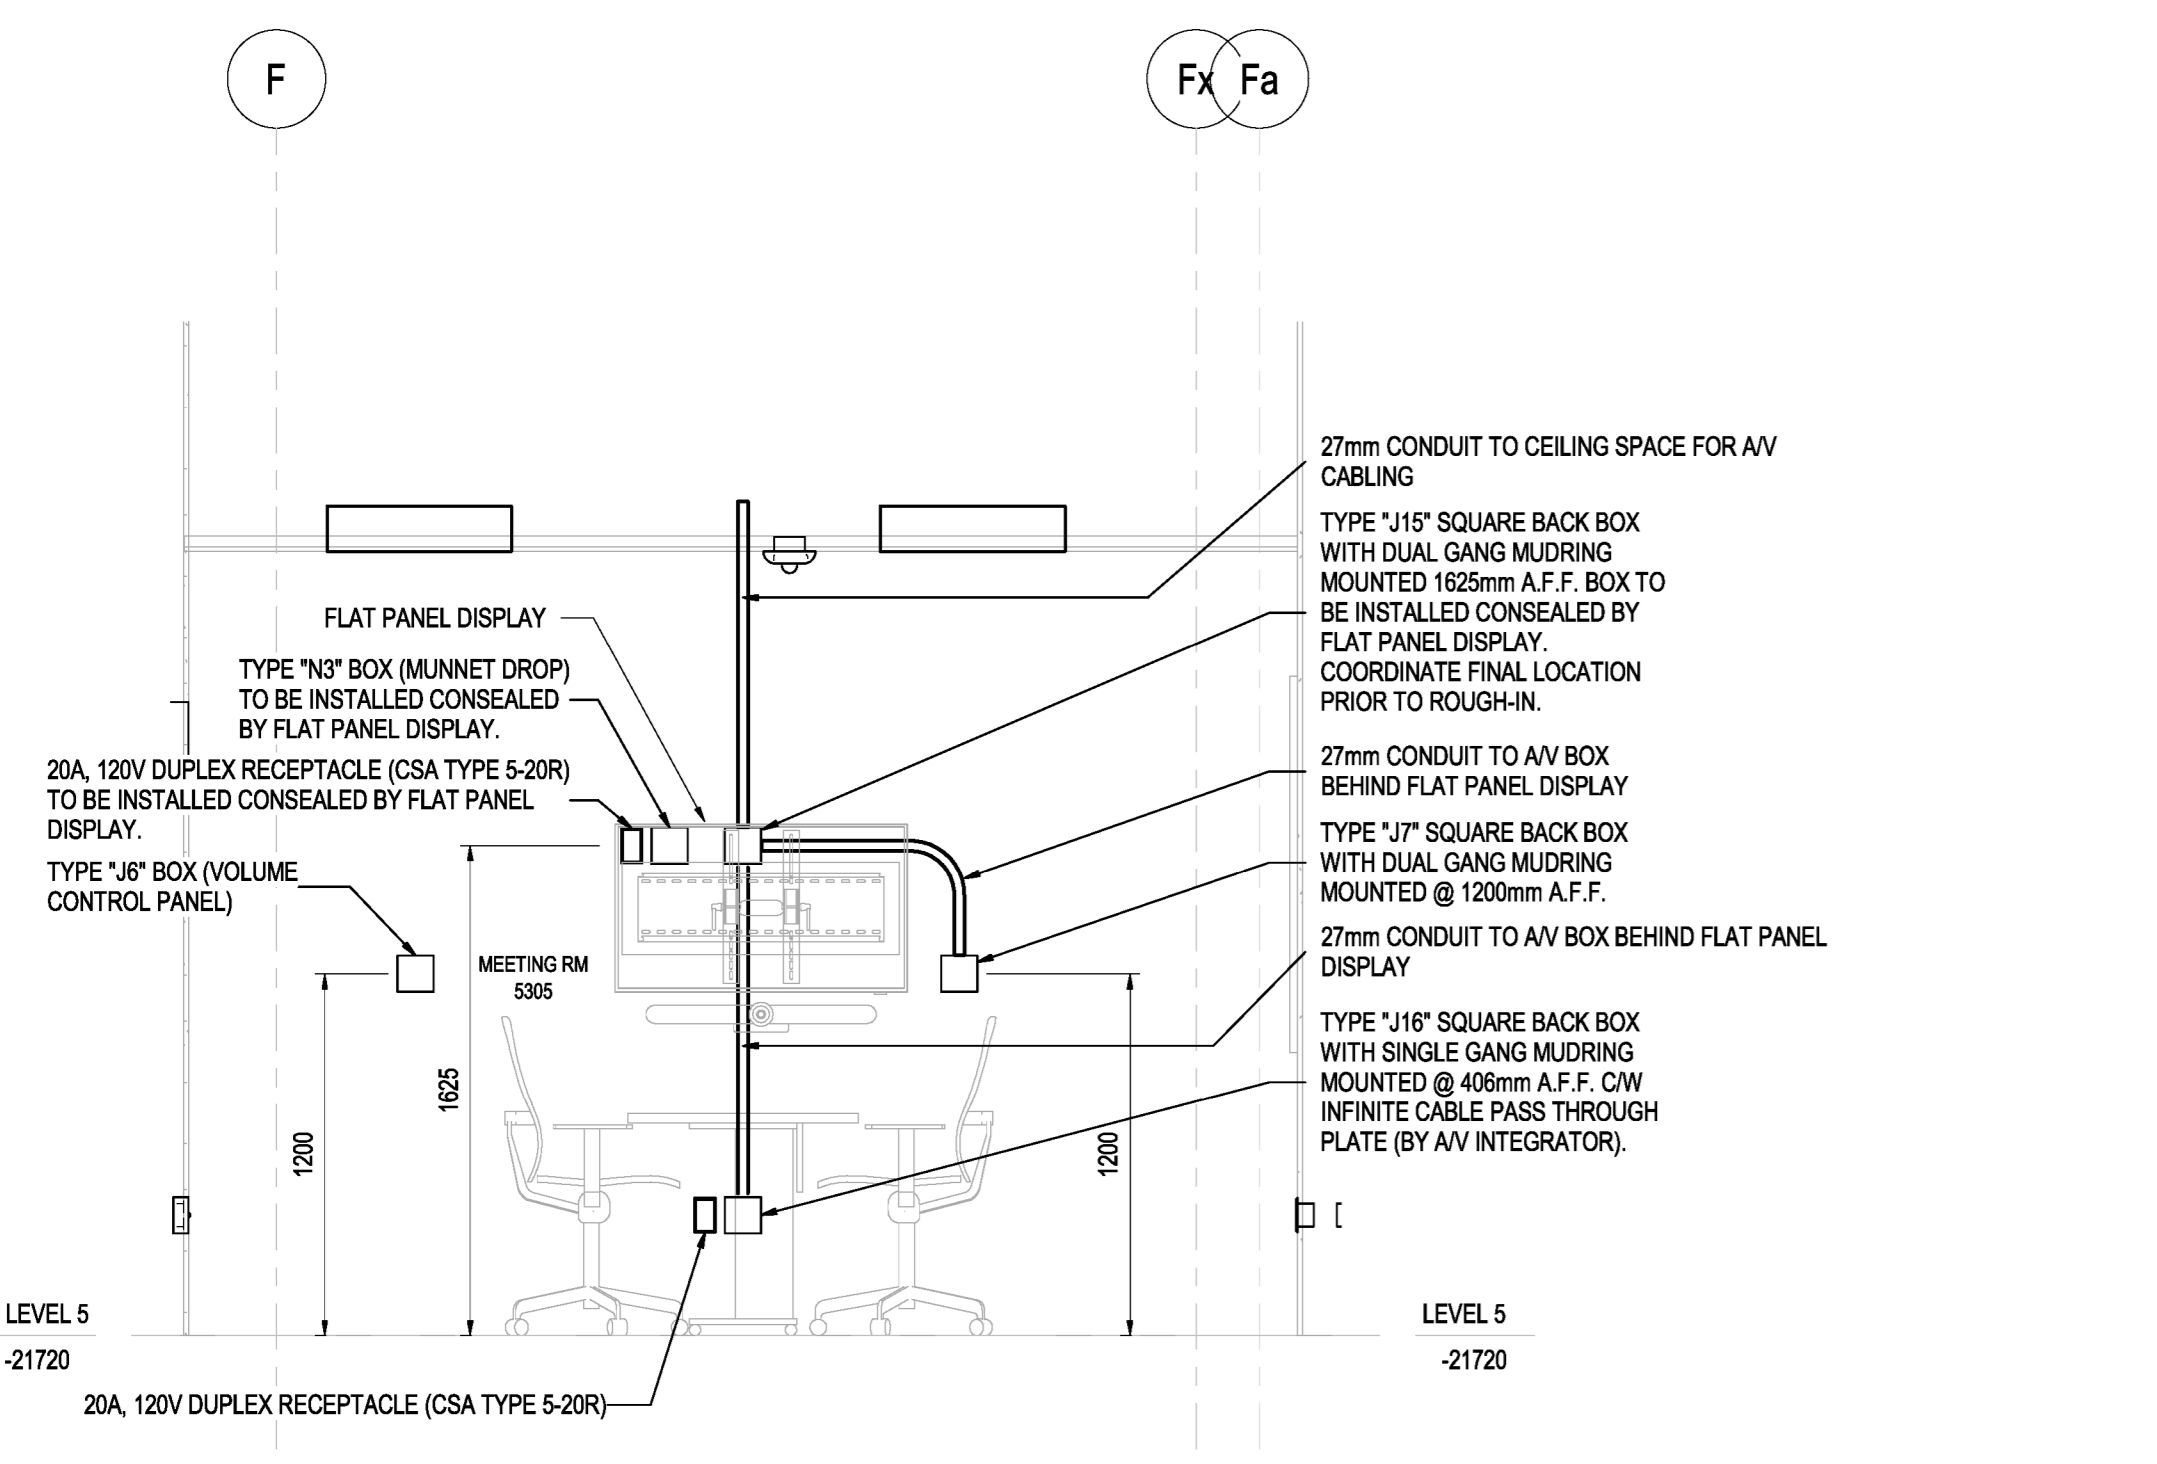 F
Fx
Fa
27mm CONDUIT TO CEILING SPACE FOR A/V
CABLING
TYPE "J15" SQUARE BACK BOX
WITH DUAL GANG MUDRING
MOUNTED 1625mm A.F.F. BOX TO
BE INSTALLED CONSEALED BY
FLAT PANEL DISPLAY.
COORDINATE FINAL LOCATION
PRIOR TO ROUGH-IN.
FLAT PANEL DISPLAY
TYPE "N3" BOX (MUNNET DROP)
TO BE INSTALLED CONSEALED
BY FLAT PANEL DISPLAY.
20A, 120V DUPLEX RECEPTACLE (CSA TYPE 5-20R)
TO BE INSTALLED CONSEALED BY FLAT PANEL
DISPLAY.
TYPE "J6" BOX (VOLUME
CONTROL PANEL)
27mm CONDUIT TO A/V BOX
BEHIND FLAT PANEL DISPLAY
TYPE "J7" SQUARE BACK BOX
WITH DUAL GANG MUDRING
MOUNTED @ 1200mm A.F.F.
27mm CONDUIT TO A/V BOX BEHIND FLAT PANEL
DISPLAY
MEETING RM
5305
TYPE "J16" SQUARE BACK BOX
WITH SINGLE GANG MUDRING
MOUNTED @ 406mm A.F.F. C/W
INFINITE CABLE PASS THROUGH
PLATE (BY A/V INTEGRATOR).
1200
1625
1200
LEVEL 5
-21720
LEVEL 5
-21720
20A, 120V DUPLEX RECEPTACLE (CSA TYPE 5-20R)